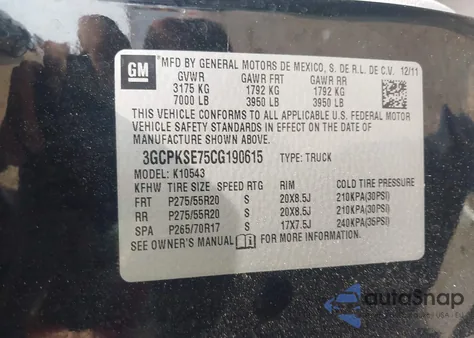 GM
MFD BY GENERAL MOTORS DE MEXICO, S. DE R.L. DE C.V. 12/11
GVWR GAWR FRT GAWR RR
3175 KG 1792 KG 1792 KG
7000 LB 3950 LB 3950 LB
THIS VEHICLE CONFORMS TO ALL APPLICABLE U.S. FEDERAL MOTOR
VEHICLE SAFETY STANDARDS IN EFFECT ON THE DATE OF
MANUFACTURE SHOWN ABOVE.
3GCPKSE75CG190615 TYPE: TRUCK
MODEL: K10543
KFHW TIRE SIZE SPEED RTG RIM COLD TIRE PRESSURE
FRT P275/55R20 S 20X8.5J 210KPA(30PSI)
RR P275/55R20 S 20X8.5J 210KPA(30PSI)
SPA P265/70R17 S 17X7.5J 240KPA(35PSI)
SEE OWNER'S MANUAL i FOR MORE INFORMATION.
autoSnap